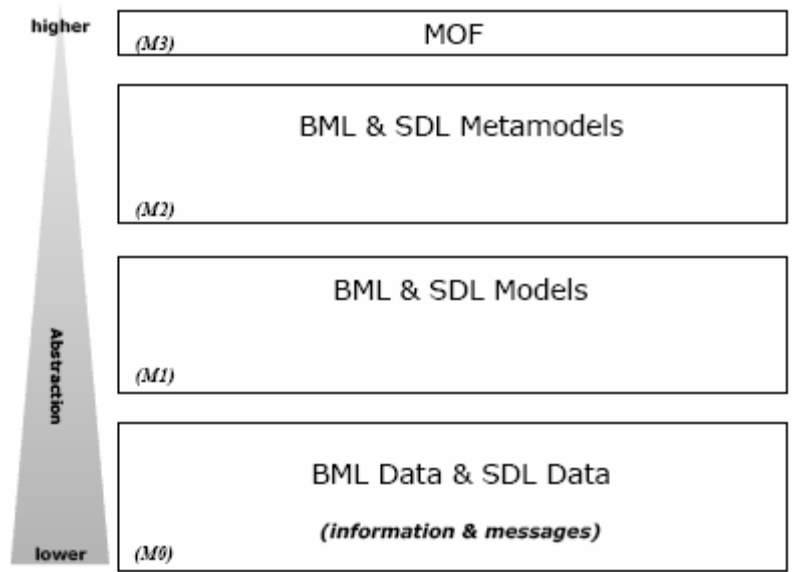 higher
(M3)
MOF
BML & SDL Metamodels
(M2)
BML & SDL Models
(M1)
Abstraction
BML Data & SDL Data
(information & messages)
lower
(M0)